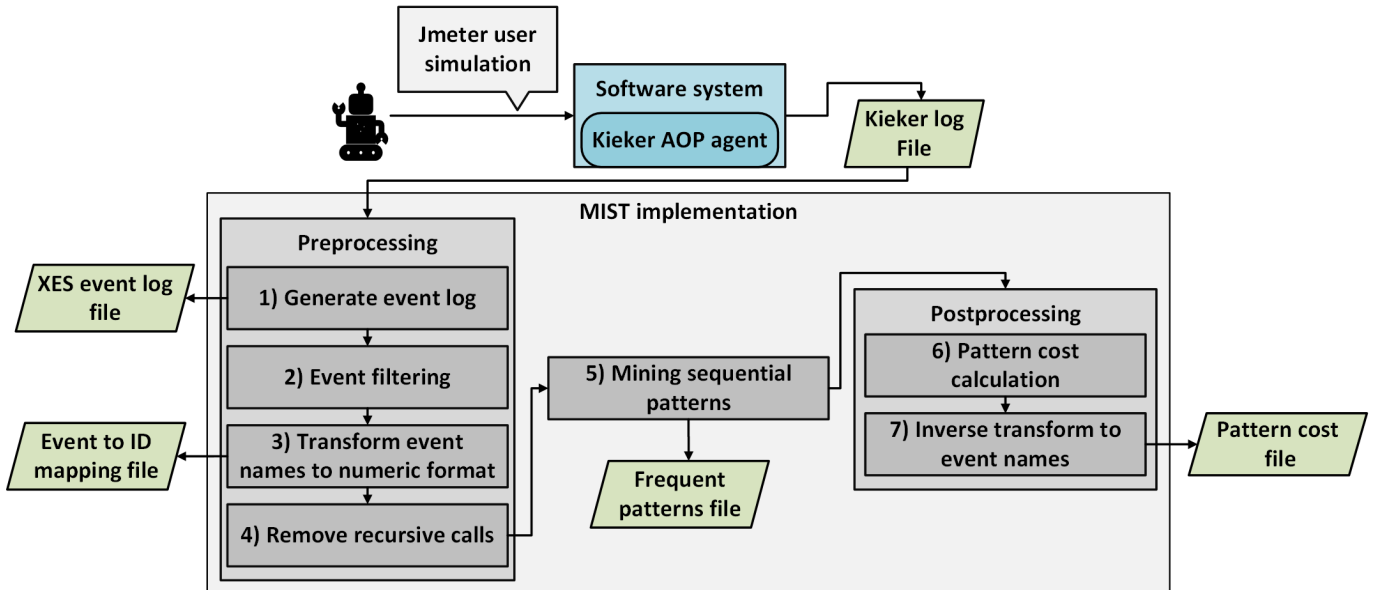 Jmeter user
simulation
Software system
Kieker AOP agent
Kieker log
File
MIST implementation
Preprocessing
1) Generate event log
XES event log
file
2) Event filtering
3) Transform event
names to numeric format
Event to ID
mapping file
4) Remove recursive calls
5) Mining sequential
patterns
Frequent
patterns file
Postprocessing
6) Pattern cost
calculation
7) Inverse transform to
event names
Pattern cost
file